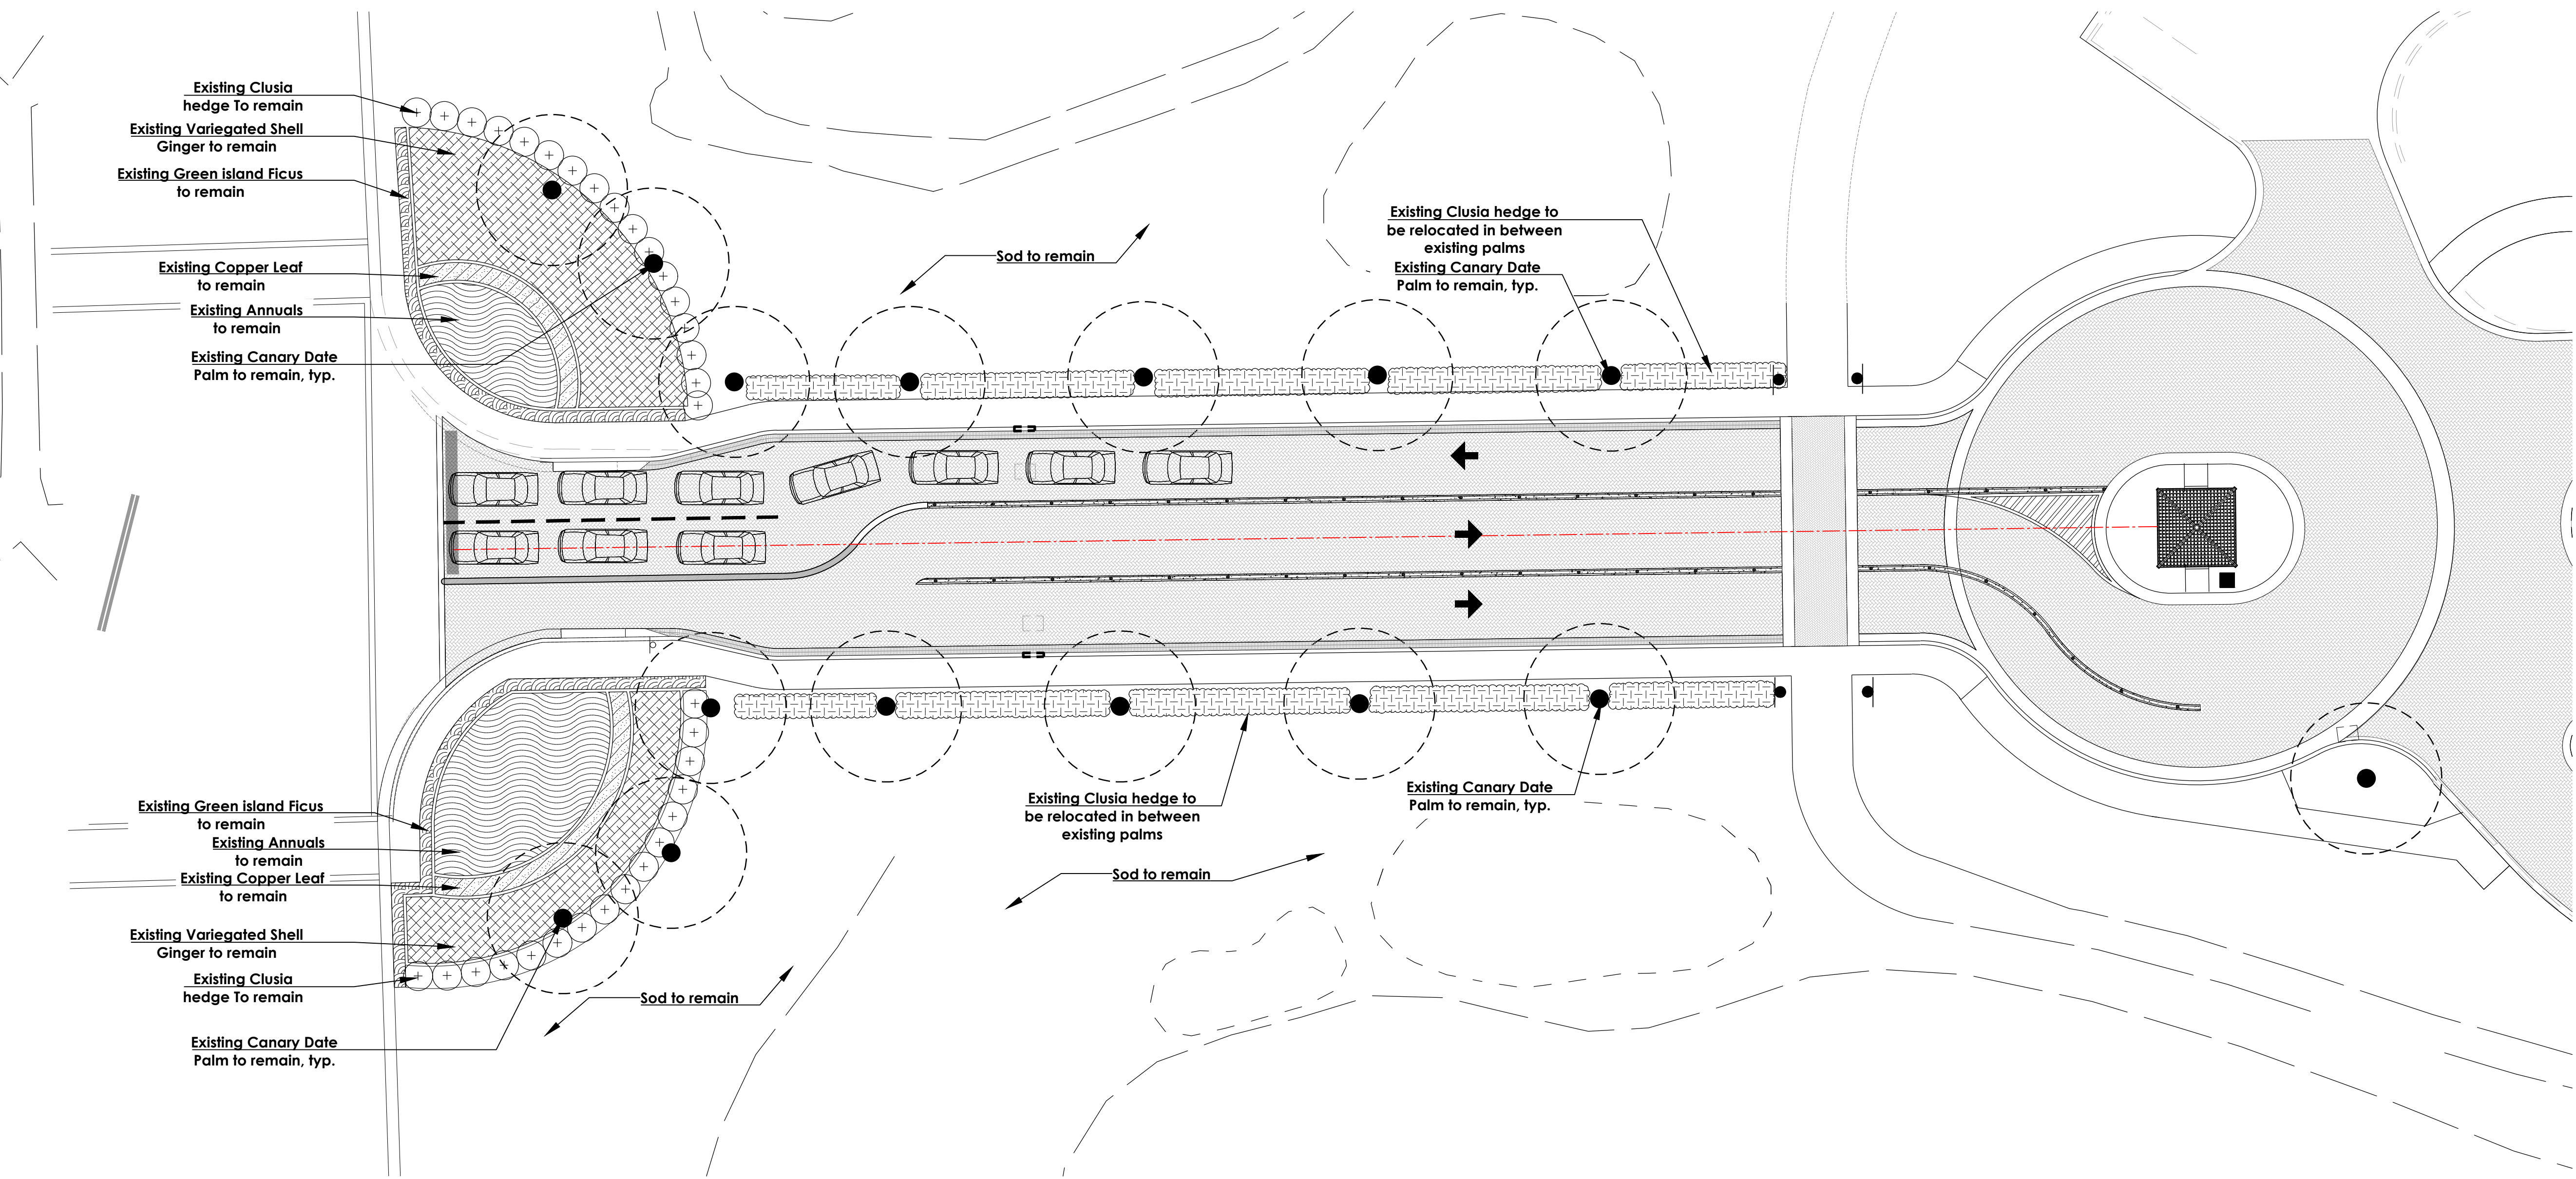 Existing Clusia
hedge To remain
Existing Variegated Shell
Ginger to remain
Existing Green island Ficus
to remain
Existing Copper Leaf
to remain
Existing Annuals
to remain
Existing Canary Date
Palm to remain, typ.
Sod to remain
Existing Clusia hedge to
be relocated in between
existing palms
Existing Canary Date
Palm to remain, typ.
Existing Green island Ficus
to remain
Existing Annuals
to remain
Existing Copper Leaf
to remain
Existing Variegated Shell
Ginger to remain
Existing Clusia
hedge To remain
Existing Canary Date
Palm to remain, typ.
Existing Clusia hedge to
be relocated in between
existing palms
Existing Canary Date
Palm to remain, typ.
Sod to remain
Sod to remain